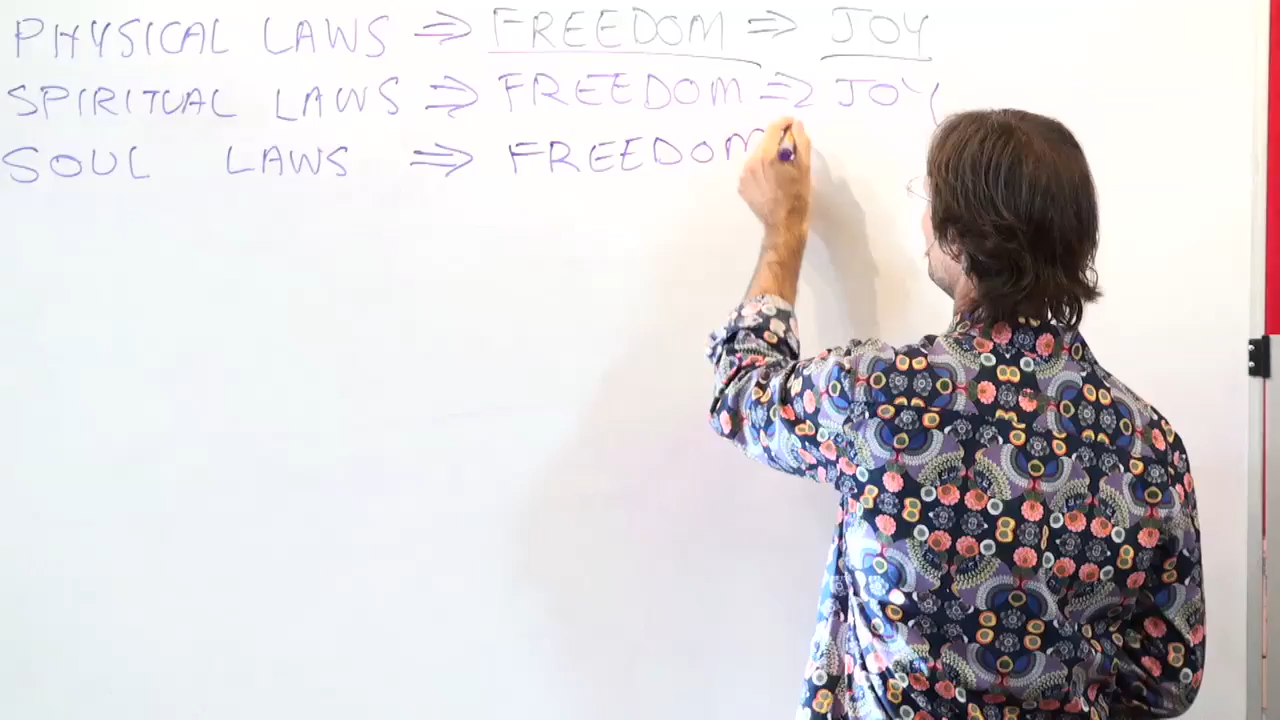 PHYSICAL LAWS ⇒ FREEDOM ⇒ JOY
SPIRITUAL LAWS ⇒ FREEDOM ⇒ JOY
SOUL LAWS ⇒ FREEDOM